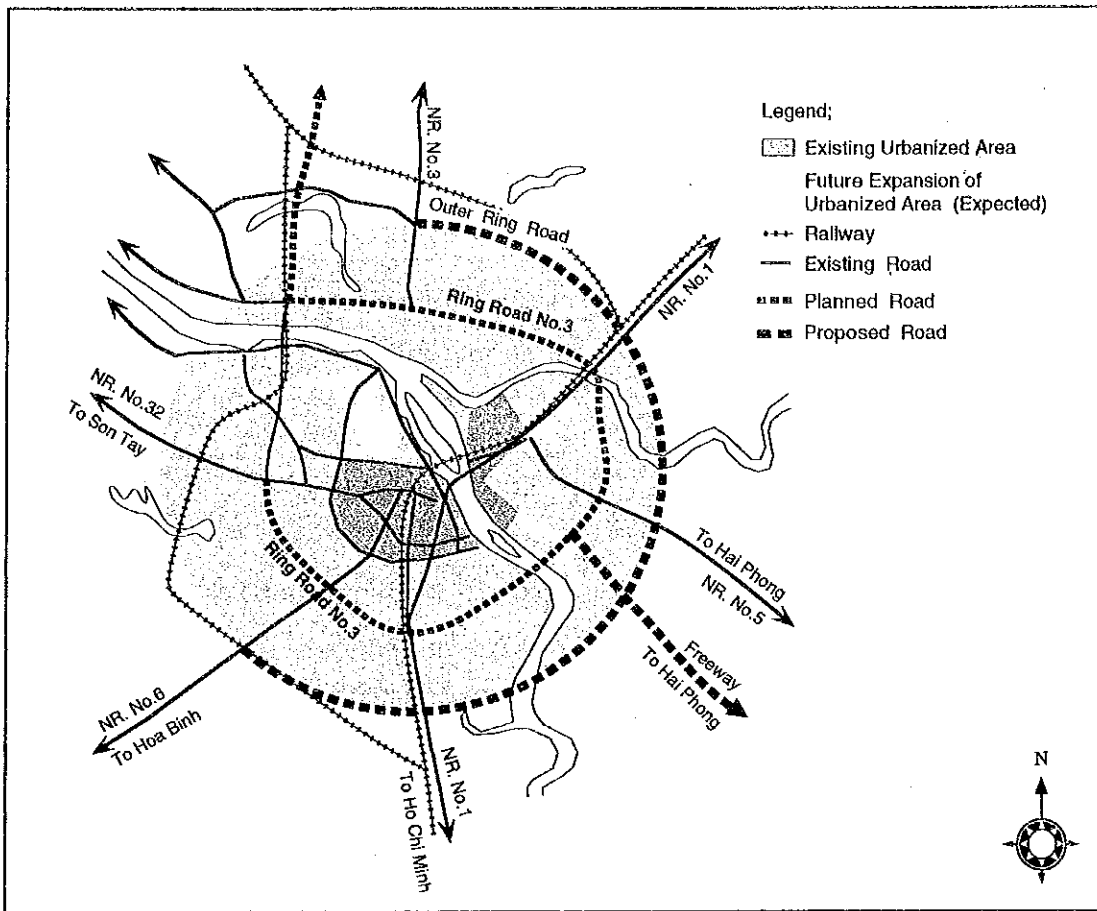 Legend;
Existing Urbanized Area
Future Expansion of
Urbanized Area (Expected)
Railway
Existing Road
Planned Road
Proposed Road
NR. No.3
Outer Ring Road
NR. No.1
Ring Road No.3
NR. No.32
To Son Tay
Ring Road No.3
To Hai Phong
NR. No.5
Freeway
To Hai Phong
NR. No.6
To Hoa Binh
NR. No.1
To Ho Chi Minh
N